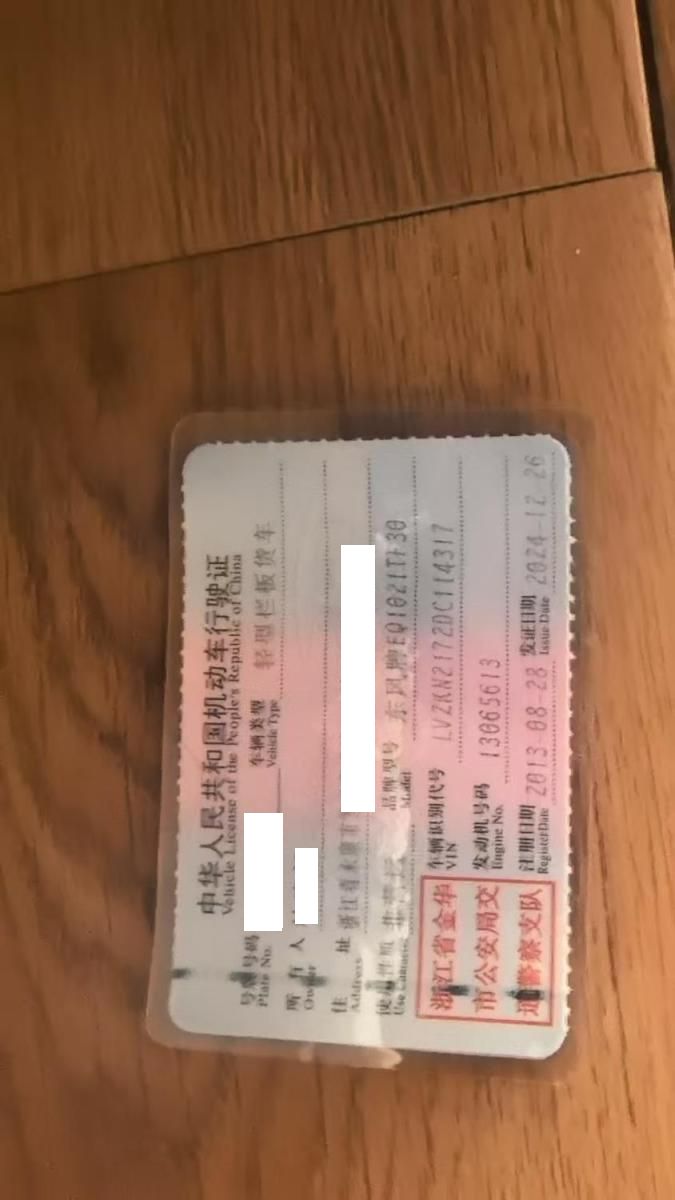 中华人民共和国机动车行驶证
Vehicle License of the People's Republic of China
号牌号码 车辆类型 轻型栏板货车
Plate No. Vehicle Type
所有人
Owner
住址 浙江省永康市
Address
使用性质 非营运 品牌型号 东风牌EQ1021TF30
Use Character Model
浙江省金华
市公安局交
通警察支队
车辆识别代号 LVZKN2172DC114317
VIN
发动机号码 13065613
Engine No.
注册日期 2013-08-28 发证日期 2024-12-26
Register Date Issue Date